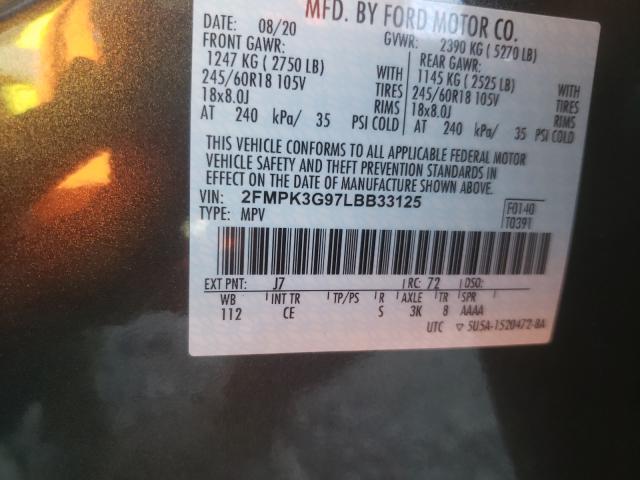 MFD. BY FORD MOTOR CO.
08/20 GVWR: 2390 KG ( 5270 LB)
FRONT GAWR: REAR GAWR:
1247 KG ( 2750 LB) WITH 1145 KG ( 2525 LB) WITH
245/60R18 105V TIRES 245/60R18 105V TIRES
18x8.0J RIMS 18x8.0J RIMS
AT 240 kPa/ 35 PSI COLD AT 240 kPa/ 35 PSI COLD
THIS VEHICLE CONFORMS TO ALL APPLICABLE FEDERAL MOTOR
VEHICLE SAFETY AND THEFT PREVENTION STANDARDS IN
EFFECT ON THE DATE OF MANUFACTURE SHOWN ABOVE.
VIN: 2FMPK3G97LBB33125 F0140
TYPE: MPV T0391
EXT PNT: J7 RC: 72 DSO:
WB INT TR TP/PS R AXLE TR SPR
112 CE S 3K 8 AAAA
UTC ▽ 5U5A-1520472-BA